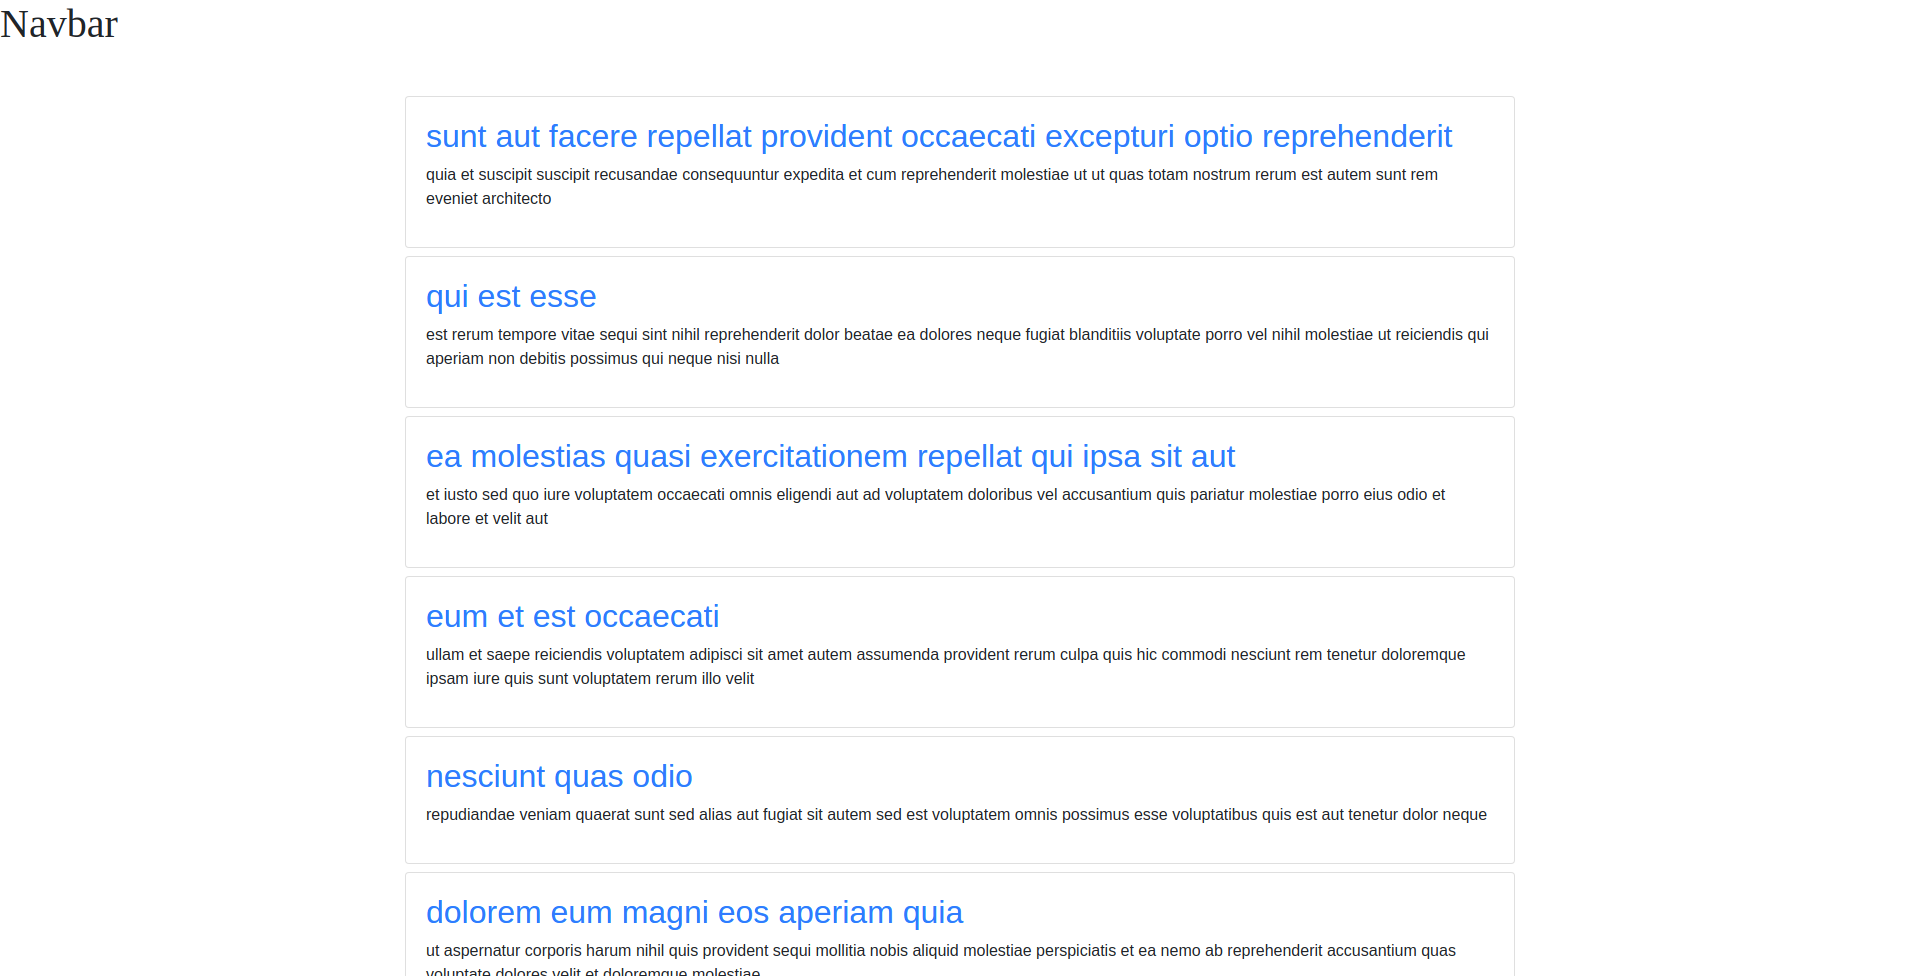 Navbar
sunt aut facere repellat provident occaecati excepturi optio reprehenderit
quia et suscipit suscipit recusandae consequuntur expedita et cum reprehenderit molestiae ut ut quas totam nostrum rerum est autem sunt rem
eveniet architecto
qui est esse
est rerum tempore vitae sequi sint nihil reprehenderit dolor beatae ea dolores neque fugiat blanditiis voluptate porro vel nihil molestiae ut reiciendis qui
aperiam non debitis possimus qui neque nisi nulla
ea molestias quasi exercitationem repellat qui ipsa sit aut
et iusto sed quo iure voluptatem occaecati omnis eligendi aut ad voluptatem doloribus vel accusantium quis pariatur molestiae porro eius odio et
labore et velit aut
eum et est occaecati
ullam et saepe reiciendis voluptatem adipisci sit amet autem assumenda provident rerum culpa quis hic commodi nesciunt rem tenetur doloremque
ipsam iure quis sunt voluptatem rerum illo velit
nesciunt quas odio
repudiandae veniam quaerat sunt sed alias aut fugiat sit autem sed est voluptatem omnis possimus esse voluptatibus quis est aut tenetur dolor neque
dolorem eum magni eos aperiam quia
ut aspernatur corporis harum nihil quis provident sequi mollitia nobis aliquid molestiae perspiciatis et ea nemo ab reprehenderit accusantium quas
voluptate dolores velit et doloremque molestiae